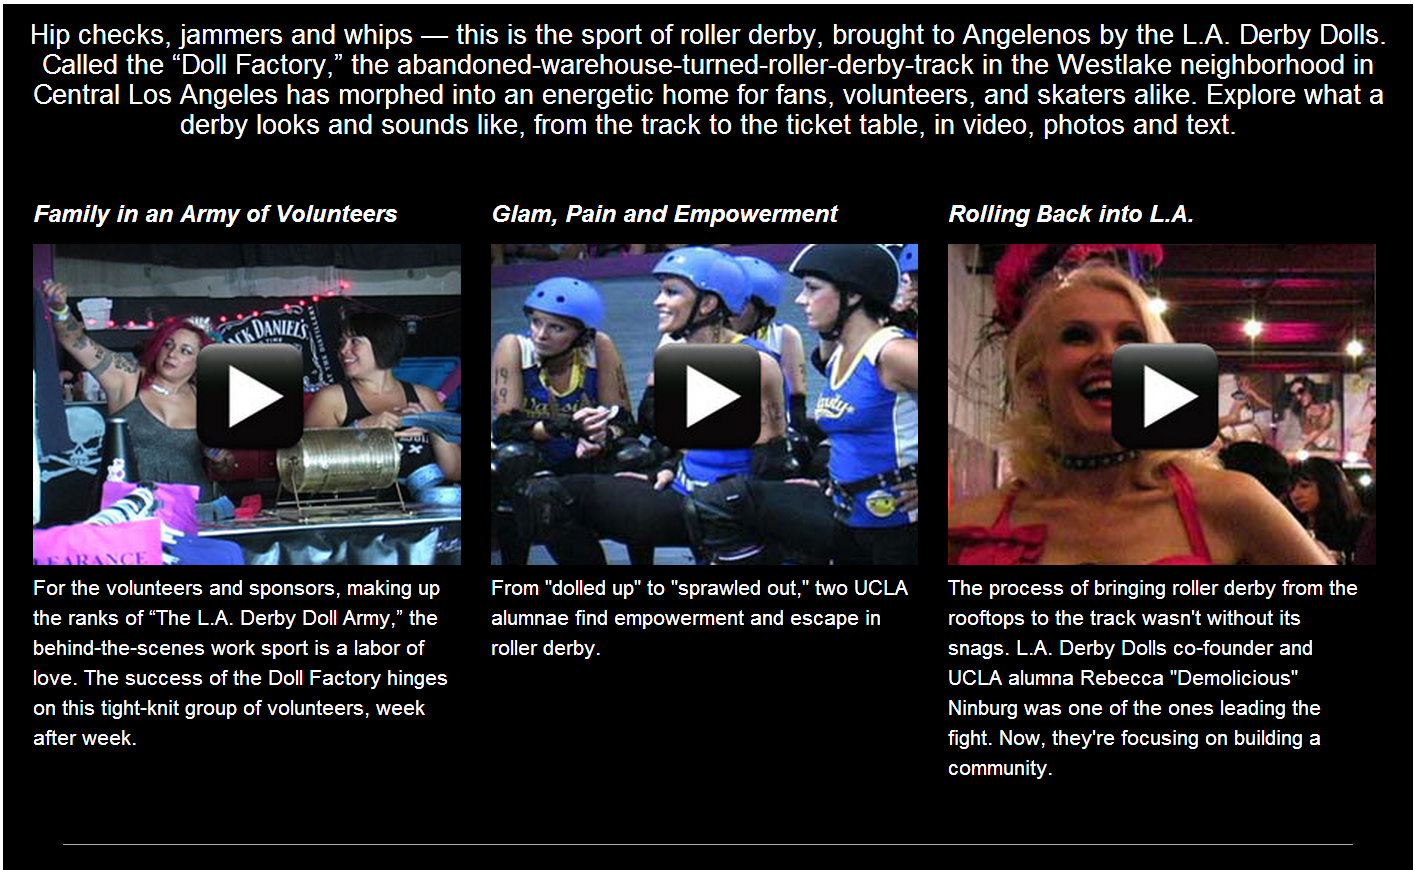 Hip checks, jammers and whips — this is the sport of roller derby, brought to Angelenos by the L.A. Derby Dolls.
Called the “Doll Factory,” the abandoned-warehouse-turned-roller-derby-track in the Westlake neighborhood in
Central Los Angeles has morphed into an energetic home for fans, volunteers, and skaters alike. Explore what a
derby looks and sounds like, from the track to the ticket table, in video, photos and text.
Family in an Army of Volunteers
JACK DANIEL'S
EARANCE
For the volunteers and sponsors, making up
the ranks of “The L.A. Derby Doll Army,” the
behind-the-scenes work sport is a labor of
love. The success of the Doll Factory hinges
on this tight-knit group of volunteers, week
after week.
Glam, Pain and Empowerment
From "dolled up" to "sprawled out," two UCLA
alumnae find empowerment and escape in
roller derby.
Rolling Back into L.A.
The process of bringing roller derby from the
rooftops to the track wasn't without its
snags. L.A. Derby Dolls co-founder and
UCLA alumna Rebecca "Demolicious"
Ninburg was one of the ones leading the
fight. Now, they're focusing on building a
community.